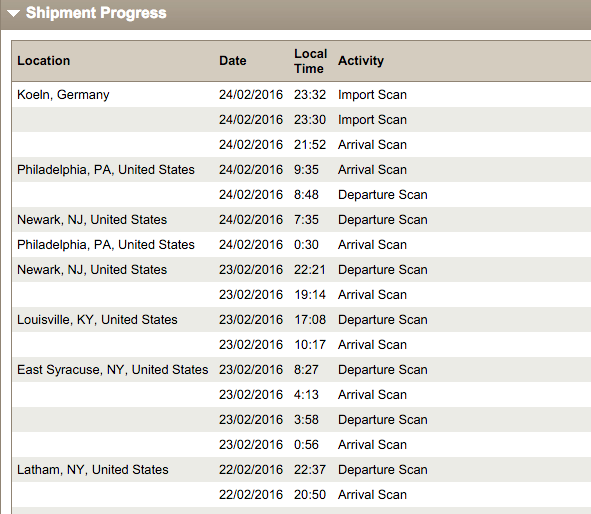 Shipment Progress
Location Date Local Time Activity
Koeln, Germany 24/02/2016 23:32 Import Scan
24/02/2016 23:30 Import Scan
24/02/2016 21:52 Arrival Scan
Philadelphia, PA, United States 24/02/2016 9:35 Arrival Scan
24/02/2016 8:48 Departure Scan
Newark, NJ, United States 24/02/2016 7:35 Departure Scan
Philadelphia, PA, United States 24/02/2016 0:30 Arrival Scan
Newark, NJ, United States 23/02/2016 22:21 Departure Scan
23/02/2016 19:14 Arrival Scan
Louisville, KY, United States 23/02/2016 17:08 Departure Scan
23/02/2016 10:17 Arrival Scan
East Syracuse, NY, United States 23/02/2016 8:27 Departure Scan
23/02/2016 4:13 Arrival Scan
23/02/2016 3:58 Departure Scan
23/02/2016 0:56 Arrival Scan
Latham, NY, United States 22/02/2016 22:37 Departure Scan
22/02/2016 20:50 Arrival Scan